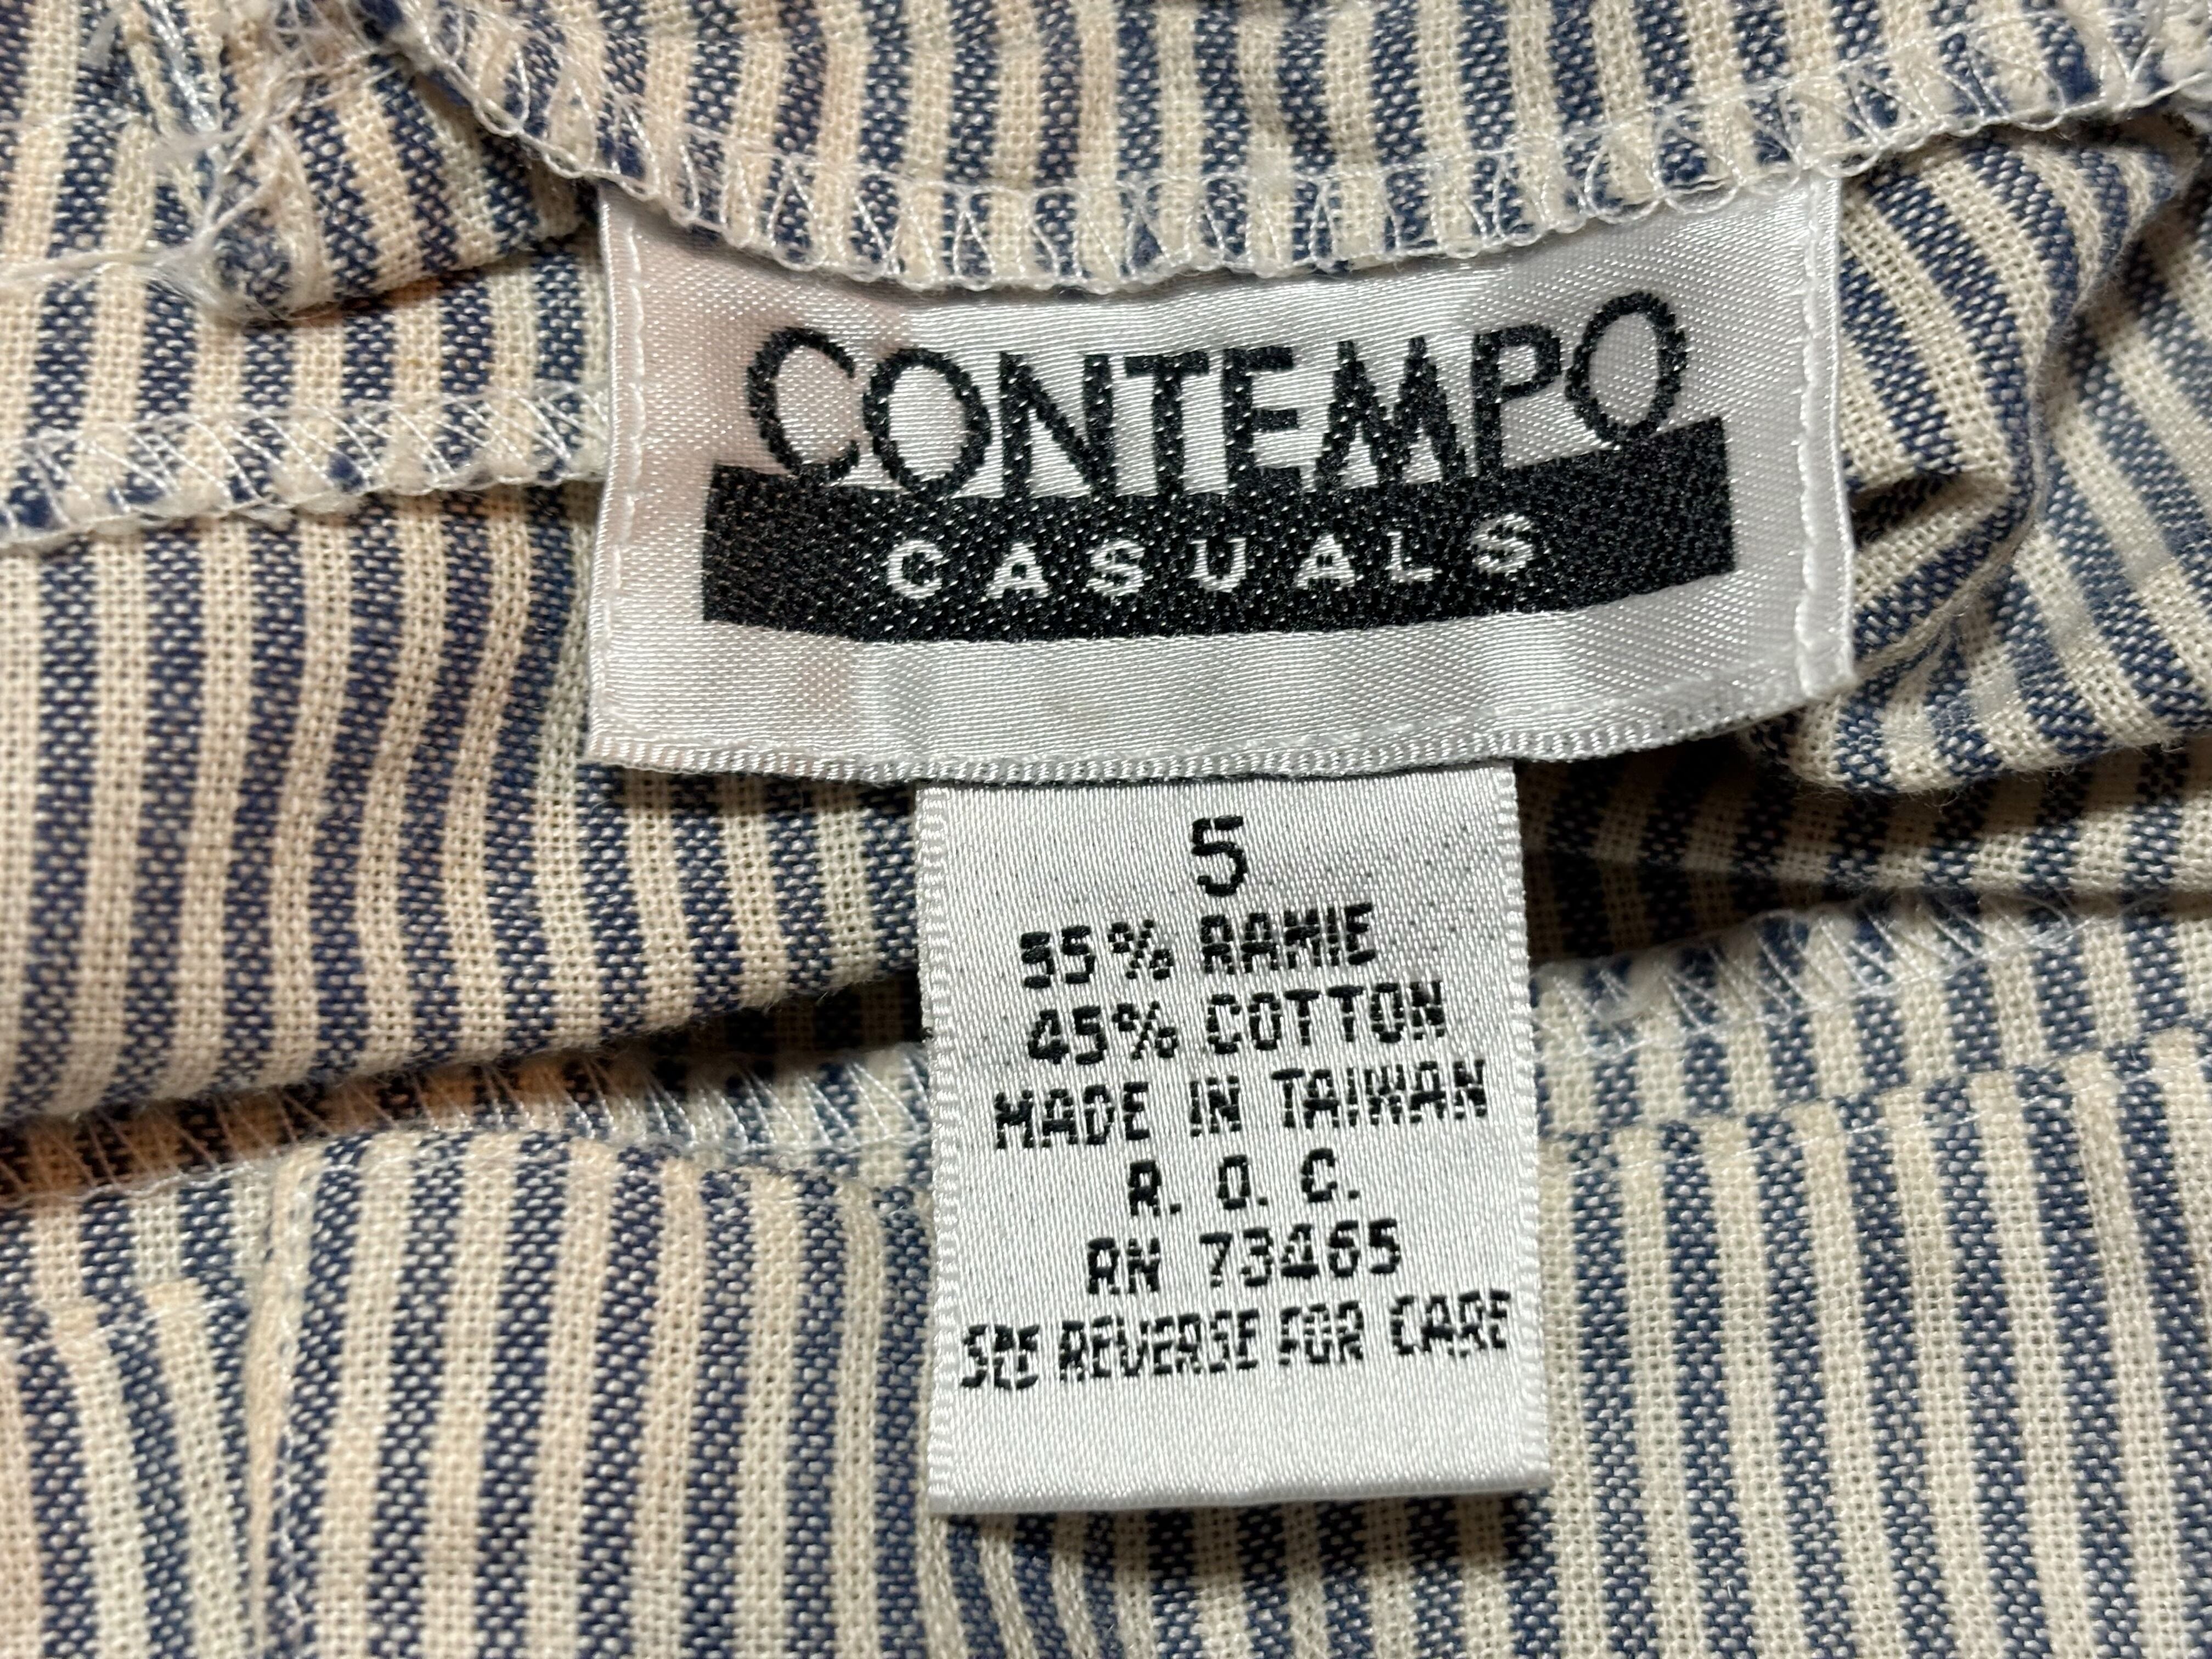 CONTEMPO
CASUALS
5
55% RAMIE
45% COTTON
MADE IN TAIWAN
R. O. C.
RN 73465
SEE REVERSE FOR CARE